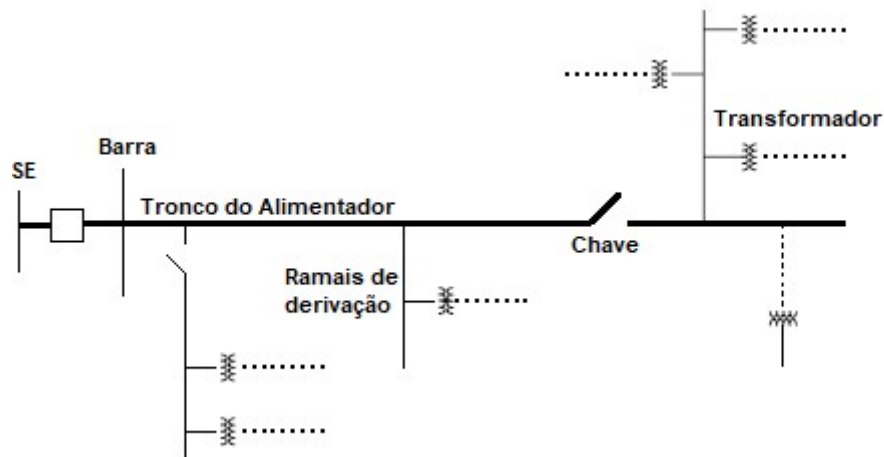 Transformador
Barra
SE
Tronco do Alimentador
Chave
Ramais de
derivação